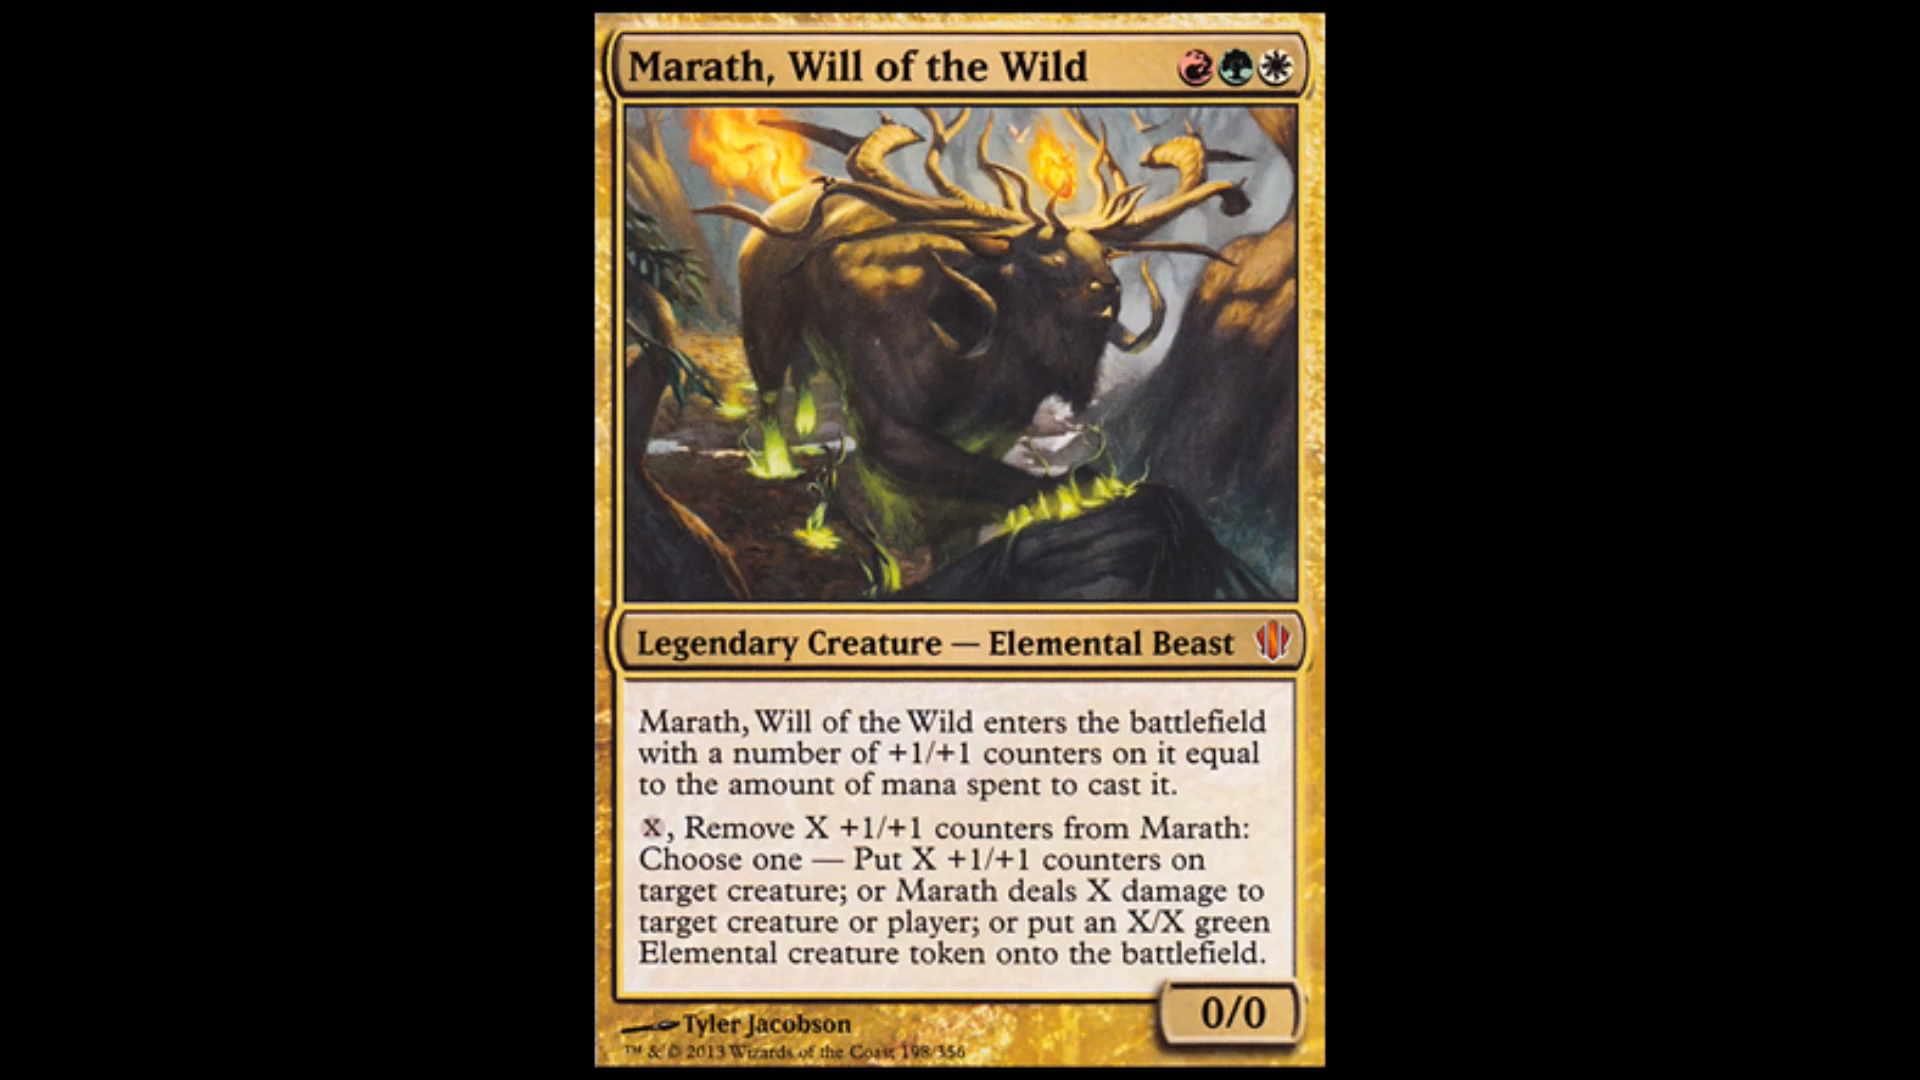 Marath, Will of the Wild
Legendary Creature — Elemental Beast
Marath, Will of the Wild enters the battlefield
with a number of +1/+1 counters on it equal
to the amount of mana spent to cast it.
X, Remove X +1/+1 counters from Marath:
Choose one — Put X +1/+1 counters on
target creature; or Marath deals X damage to
target creature or player; or put an X/X green
Elemental creature token onto the battlefield.
0/0
Tyler Jacobson
™ & © 2013 Wizards of the Coast 198/356